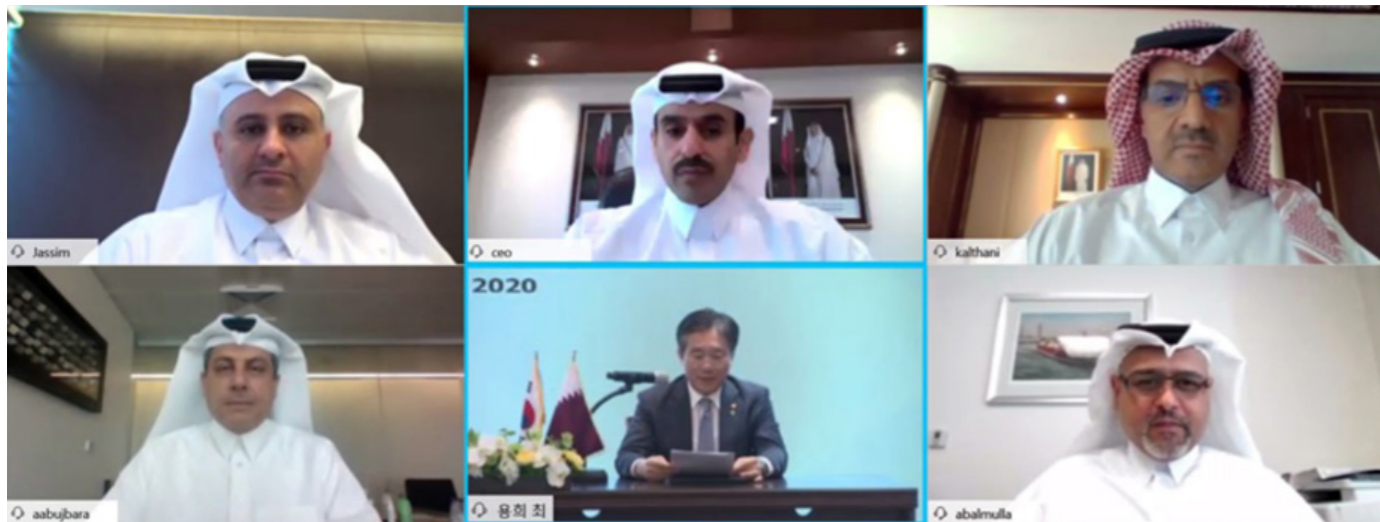 Jassim
ceo
kalthani
2020
aabujbara
용희 최
abalmulla